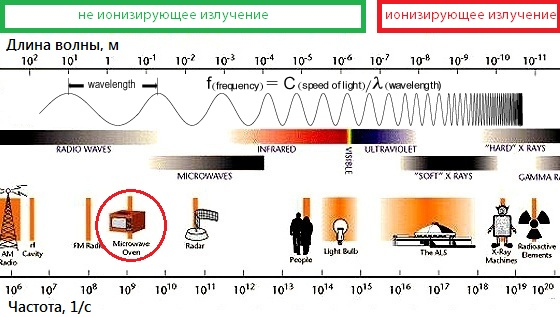 не ионизирующее излучение
ионизирующее излучение
Длина волны, м
10² 10¹ 1 10⁻¹ 10⁻² 10⁻³ 10⁻⁴ 10⁻⁵ 10⁻⁶ 10⁻⁷ 10⁻⁸ 10⁻⁹ 10⁻¹⁰ 10⁻¹¹
wavelength
f(frequency) = C (speed of light)/λ(wavelength)
RADIO WAVES
INFRARED
VISIBLE
ULTRAVIOLET
"HARD" X RAYS
MICROWAVES
"SOFT" X RAYS
GAMMA RA
AM
Radio
rf
Cavity
FM Radio
Microwave
Oven
Radar
People
Light Bulb
The ALS
X-Ray
Machines
Radioactive
Elements
10⁶ 10⁷ 10⁸ 10⁹ 10¹⁰ 10¹¹ 10¹² 10¹³ 10¹⁴ 10¹⁵ 10¹⁶ 10¹⁷ 10¹⁸ 10¹⁹ 10²⁰
Частота, 1/с